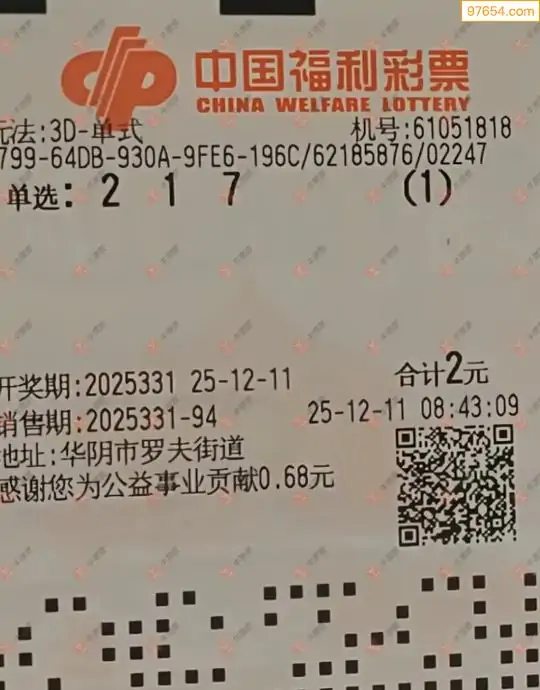 97654.com
中国福利彩票
CHINA WELFARE LOTTERY
玩法:3D-单式 机号:61051818
799-64DB-930A-9FE6-196C/62185876/02247
单选: 2 1 7 (1)
开奖期:2025331 25-12-11 合计2元
销售期:2025331-94 25-12-11 08:43:09
地址:华阴市罗夫街道
感谢您为公益事业贡献0.68元